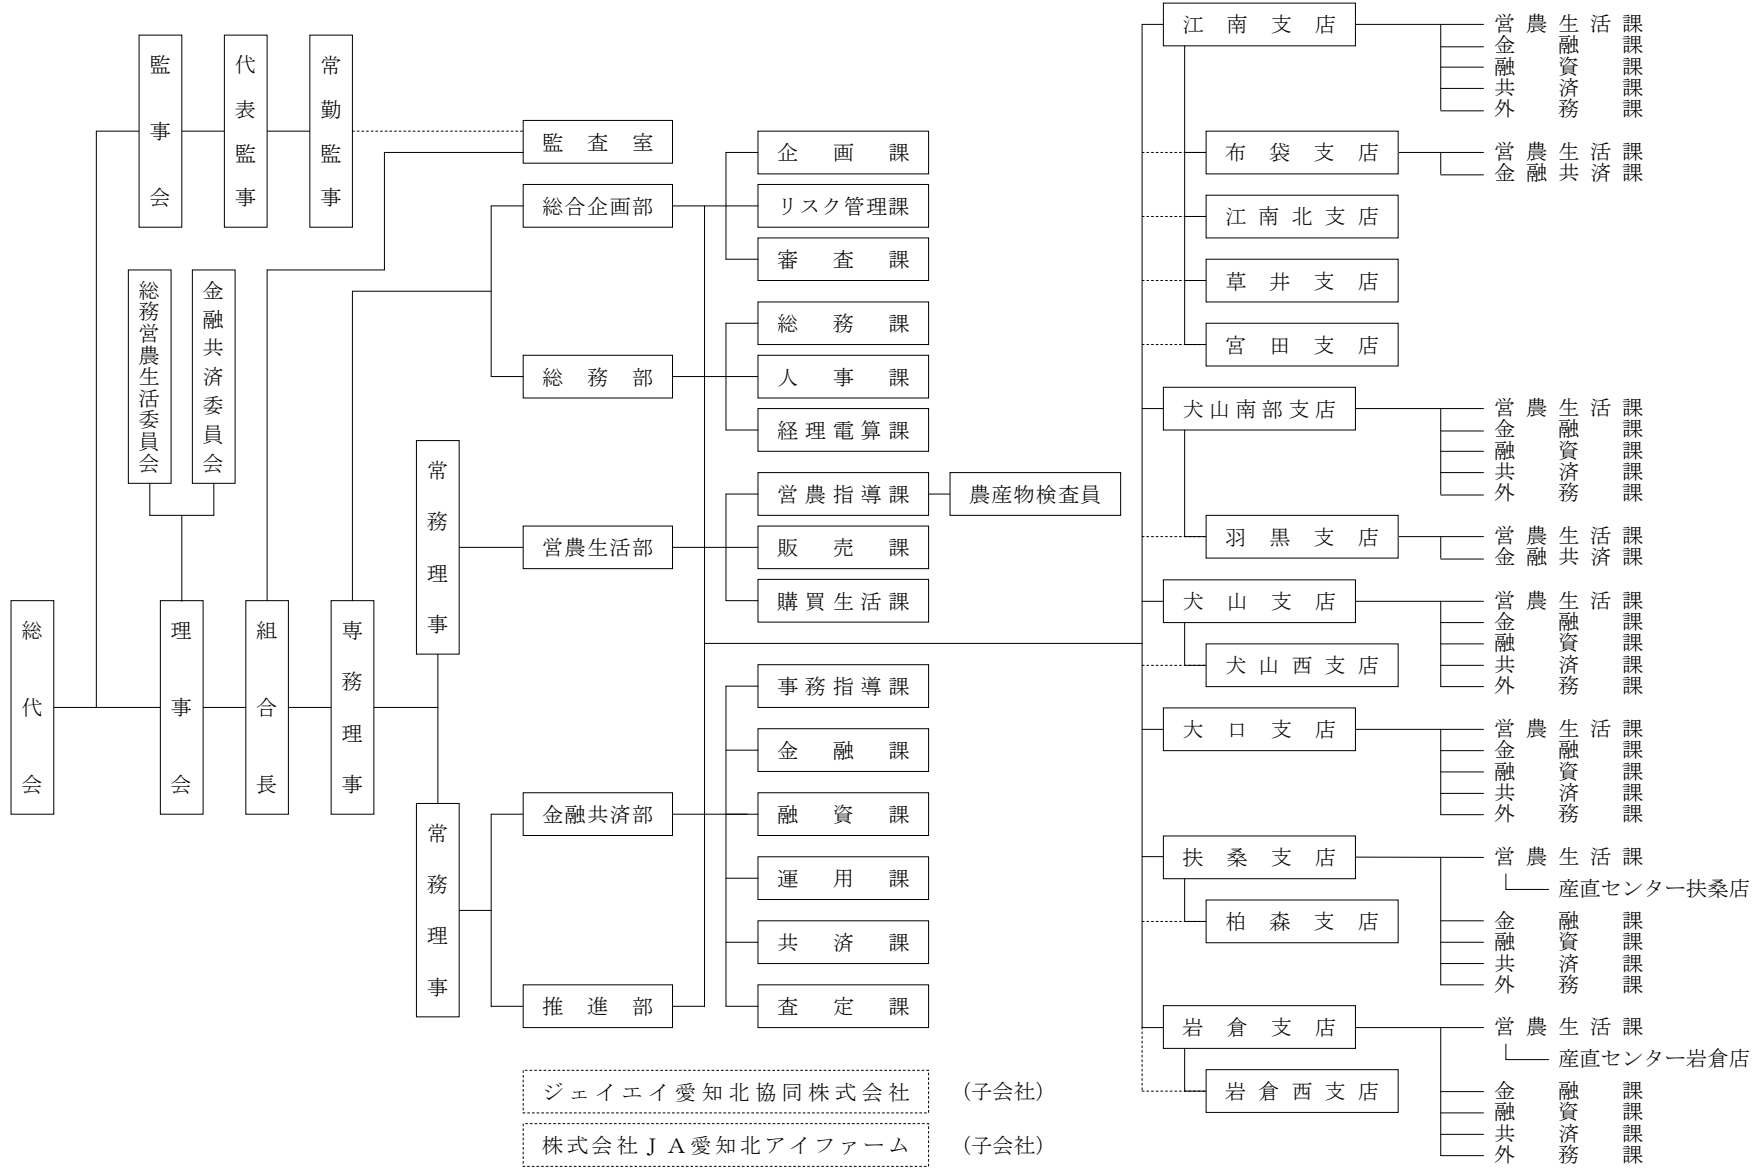 総代会
監事会
代表監事
常勤監事
総務営農生活委員会
金融共済委員会
理事会
組合長
専務理事
常務理事
常務理事
監査室
総合企画部
企画課
リスク管理課
審査課
総務部
総務課
人事課
経理電算課
営農生活部
営農指導課
農産物検査員
販売課
購買生活課
金融共済部
事務指導課
金融課
融資課
運用課
共済課
査定課
推進部
ジェイエイ愛知北協同株式会社 (子会社)
株式会社JA愛知北アイファーム (子会社)
江南支店
営農生活課
金融課
融資課
共済課
外務課
布袋支店
営農生活課
金融共済課
江南北支店
草井支店
宮田支店
犬山南部支店
営農生活課
金融課
融資課
共済課
外務課
羽黒支店
営農生活課
金融共済課
犬山支店
営農生活課
金融課
融資課
共済課
外務課
犬山西支店
大口支店
営農生活課
金融課
融資課
共済課
外務課
扶桑支店
営農生活課
産直センター扶桑店
金融課
融資課
共済課
外務課
柏森支店
岩倉支店
営農生活課
産直センター岩倉店
金融課
融資課
共済課
外務課
岩倉西支店